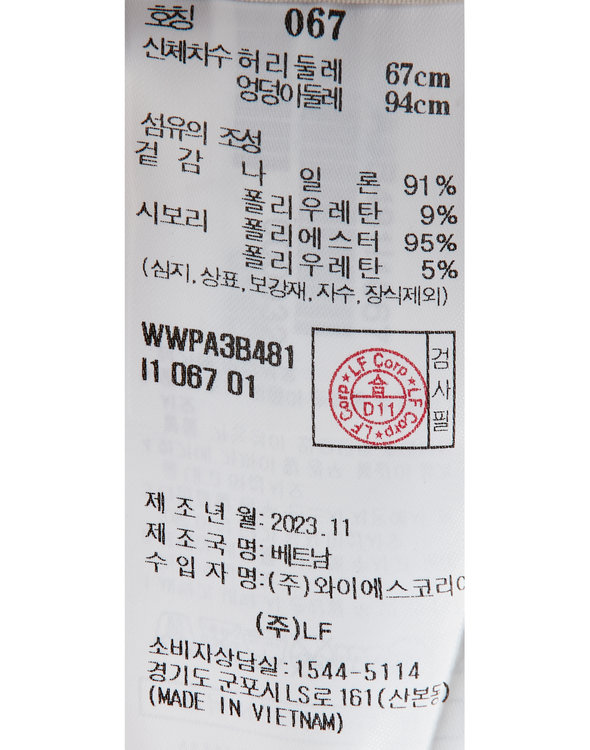 호칭 067
신체치수 허리둘레 67cm
엉덩이둘레 94cm
섬유의 조성
겉감 나일론 91%
폴리우레탄 9%
시보리 폴리에스터 95%
폴리우레탄 5%
(심지, 상표, 보강재, 자수, 장식제외)
WWPA3B481
I1 067 01
LF Corp ★ LF Corp ★ LF Corp ★
合
D11
검사필
제조년월: 2023.11
제조국명: 베트남
수입자명: (주)와이에스코리아
(주)LF
소비자상담실: 1544-5114
경기도 군포시 LS로 161(산본동)
(MADE IN VIETNAM)